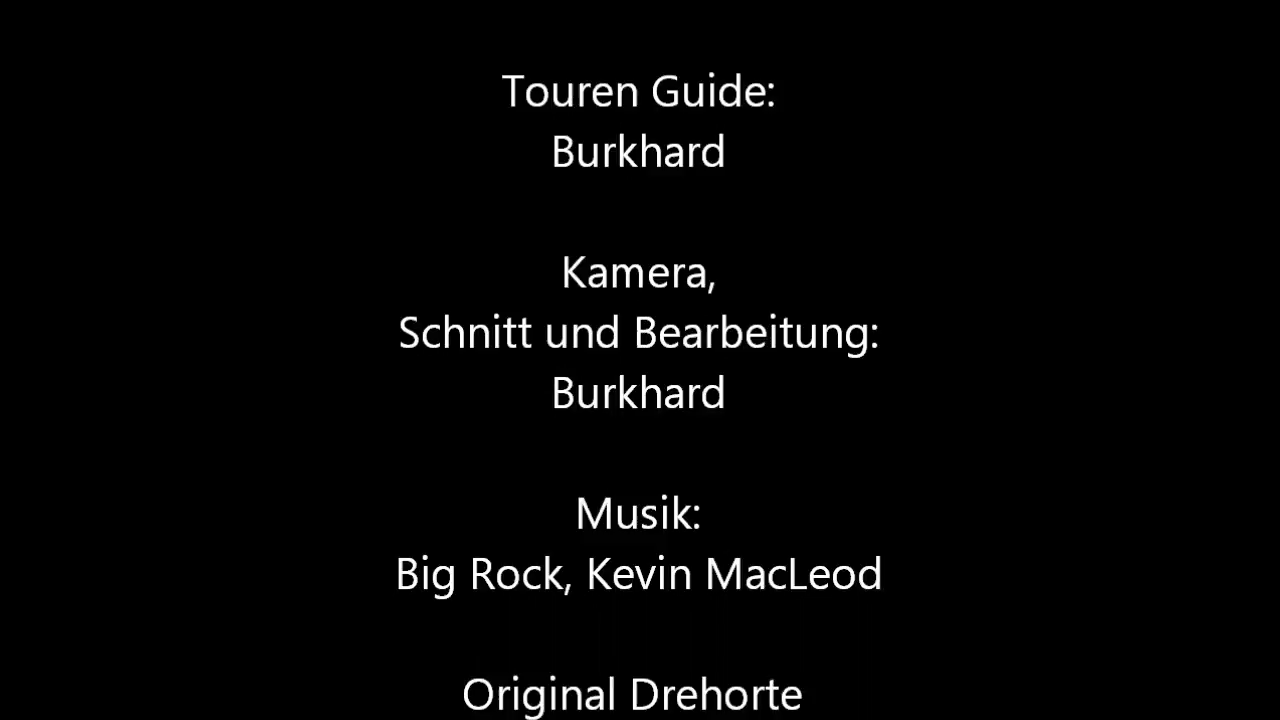 Touren Guide:
Burkhard
Kamera,
Schnitt und Bearbeitung:
Burkhard
Musik:
Big Rock, Kevin MacLeod
Original Drehorte